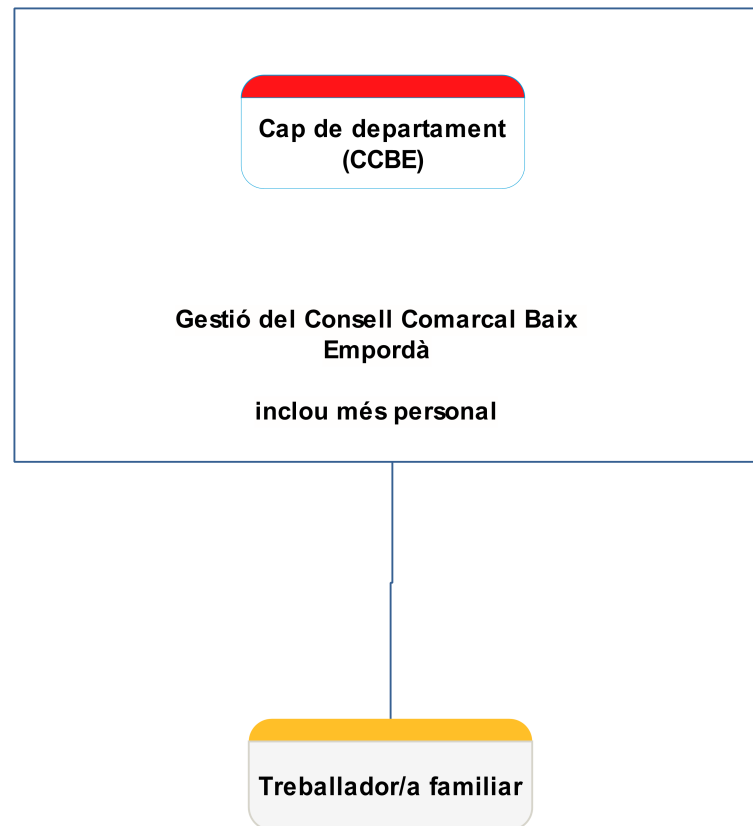 Cap de departament
(CCBE)
Gestió del Consell Comarcal Baix
Empordà
inclou més personal
Treballador/a familiar